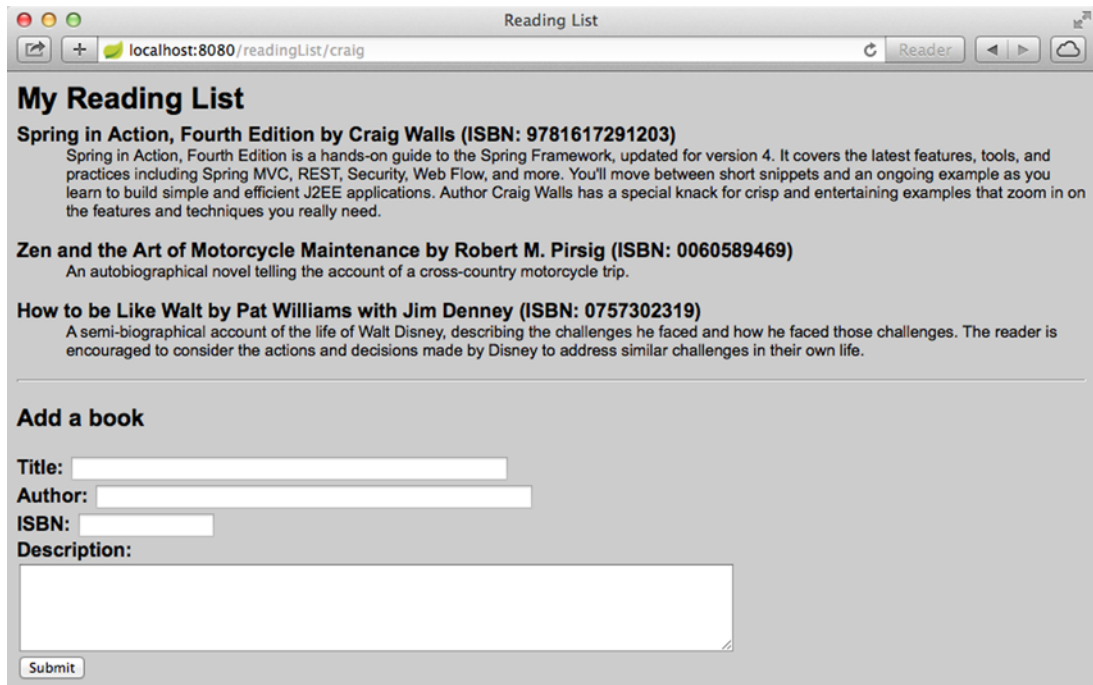 Reading List
localhost:8080/readingList/craig
Reader
My Reading List
Spring in Action, Fourth Edition by Craig Walls (ISBN: 9781617291203)
Spring in Action, Fourth Edition is a hands-on guide to the Spring Framework, updated for version 4. It covers the latest features, tools, and
practices including Spring MVC, REST, Security, Web Flow, and more. You'll move between short snippets and an ongoing example as you
learn to build simple and efficient J2EE applications. Author Craig Walls has a special knack for crisp and entertaining examples that zoom in on
the features and techniques you really need.
Zen and the Art of Motorcycle Maintenance by Robert M. Pirsig (ISBN: 0060589469)
An autobiographical novel telling the account of a cross-country motorcycle trip.
How to be Like Walt by Pat Williams with Jim Denney (ISBN: 0757302319)
A semi-biographical account of the life of Walt Disney, describing the challenges he faced and how he faced those challenges. The reader is
encouraged to consider the actions and decisions made by Disney to address similar challenges in their own life.
Add a book
Title:
Author:
ISBN:
Description:
Submit